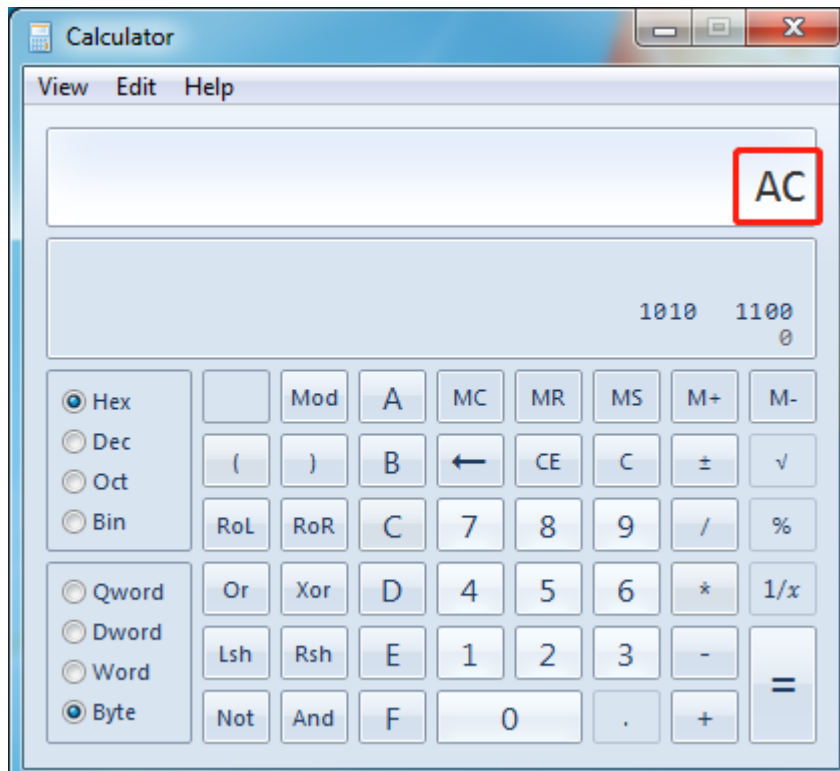 Calculator
View Edit Help
AC
1010 1100
0
Hex Mod A MC MR MS M+ M-
Dec
Oct
( ) B ← CE C ± √
Bin RoL RoR C 7 8 9 / %
Qword Or Xor D 4 5 6 * 1/x
Dword
Word
Lsh Rsh E 1 2 3 - =
Byte Not And F 0 . +